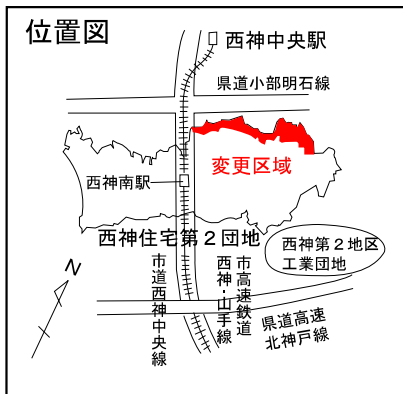 位置図
西神中央駅
県道小部明石線
変更区域
西神南駅
西神住宅第２団地
西神第２地区
工業団地
N
市道西神中央線
市高速鉄道
西神・山手線
県道高速
北神戸線